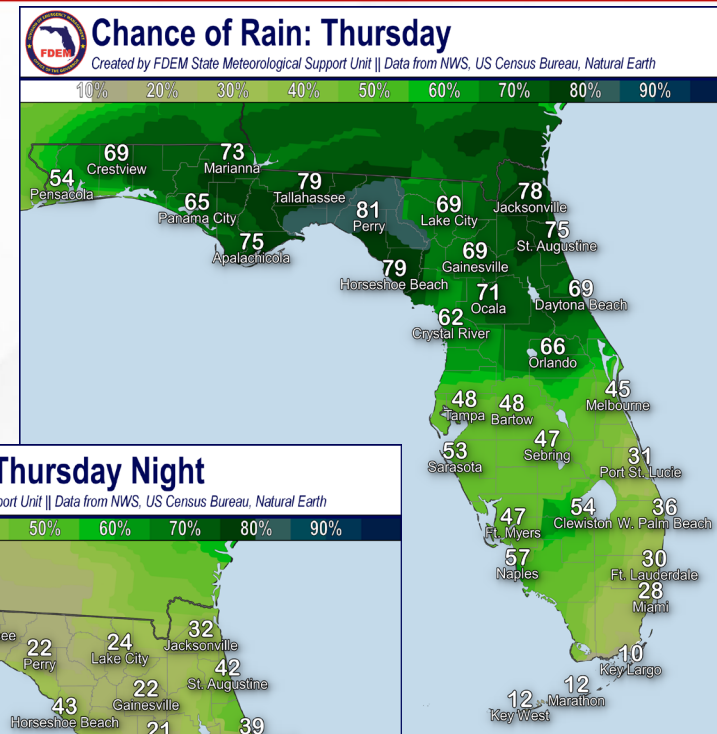 Chance of Rain: Thursday
Created by FDEM State Meteorological Support Unit || Data from NWS, US Census Bureau, Natural Earth
FDEM
10% 20% 30% 40% 50% 60% 70% 80% 90%
69
Crestview
73
Marianna
54
Pensacola
79
Tallahassee
65
Panama City
81
Perry
69
Lake City
78
Jacksonville
75
St. Augustine
75
Apalachicola
69
Gainesville
79
Horseshoe Beach
71
Ocala
69
Daytona Beach
62
Crystal River
66
Orlando
45
Melbourne
48
Tampa
48
Bartow
47
Sebring
53
Sarasota
31
Port St. Lucie
47
Ft. Myers
54
Clewiston
36
W. Palm Beach
57
Naples
30
Ft. Lauderdale
28
Miami
10
Key Largo
12
Marathon
12
Key West
Thursday Night
port Unit || Data from NWS, US Census Bureau, Natural Earth
50% 60% 70% 80% 90%
ee
22
Perry
24
Lake City
32
Jacksonville
42
St. Augustine
22
Gainesville
43
Horseshoe Beach
21
39